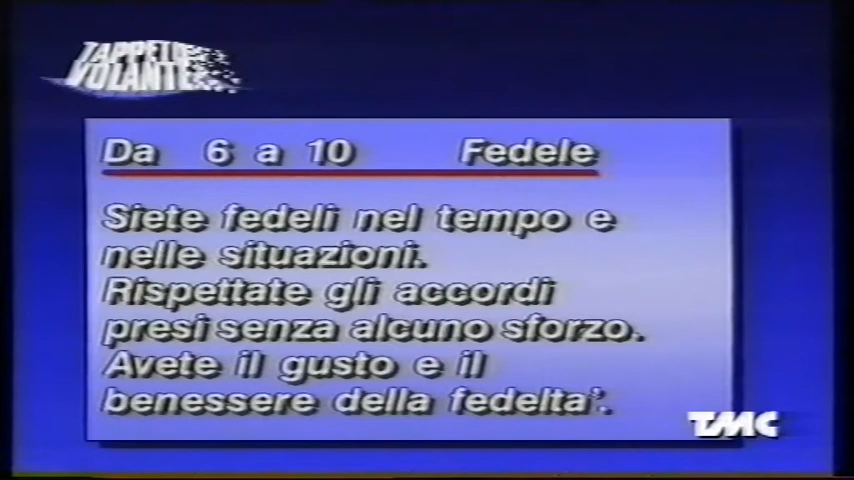 TAPPETO
VOLANTE...
Da 6 a 10 Fedele
Siete fedeli nel tempo e
nelle situazioni.
Rispettate gli accordi
presi senza alcuno sforzo.
Avete il gusto e il
benessere della fedelta'.
TMC